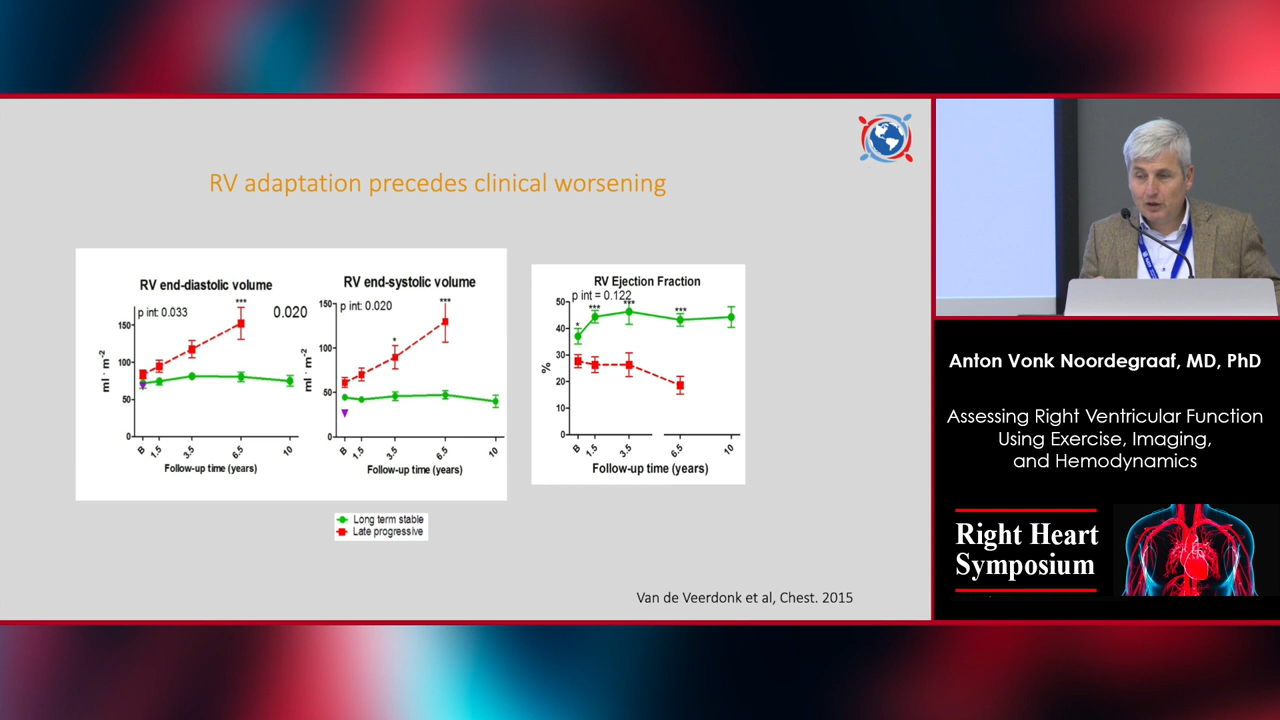 RV adaptation precedes clinical worsening
RV end-diastolic volume
p int: 0.033
0.020
***
150
100
50
0
ml · m-2
B
1.5
3.5
6.5
10
Follow-up time (years)
RV end-systolic volume
p int: 0.020
*
***
150
100
50
0
ml · m-2
B
1.5
3.5
6.5
10
Follow-up time (years)
RV Ejection Fraction
p int = 0.122
*
***
***
***
50
40
30
20
10
0
%
B
1.5
3.5
6.5
10
Follow-up time (years)
Long term stable
Late progressive
Van de Veerdonk et al, Chest. 2015
Anton Vonk Noordegraaf, MD, PhD
Assessing Right Ventricular Function
Using Exercise, Imaging,
and Hemodynamics
Right Heart
Symposium